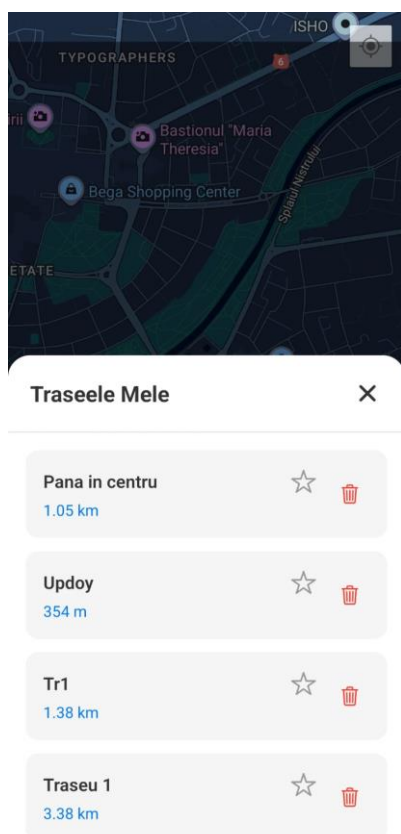 ISHO
TYPOGRAPHERS
6
irii
Bastionul "Maria
Theresia"
Bega Shopping Center
Splaiul Nistrului
ETATE
Traseele Mele
Pana in centru
1.05 km
Updoy
354 m
Tr1
1.38 km
Traseu 1
3.38 km